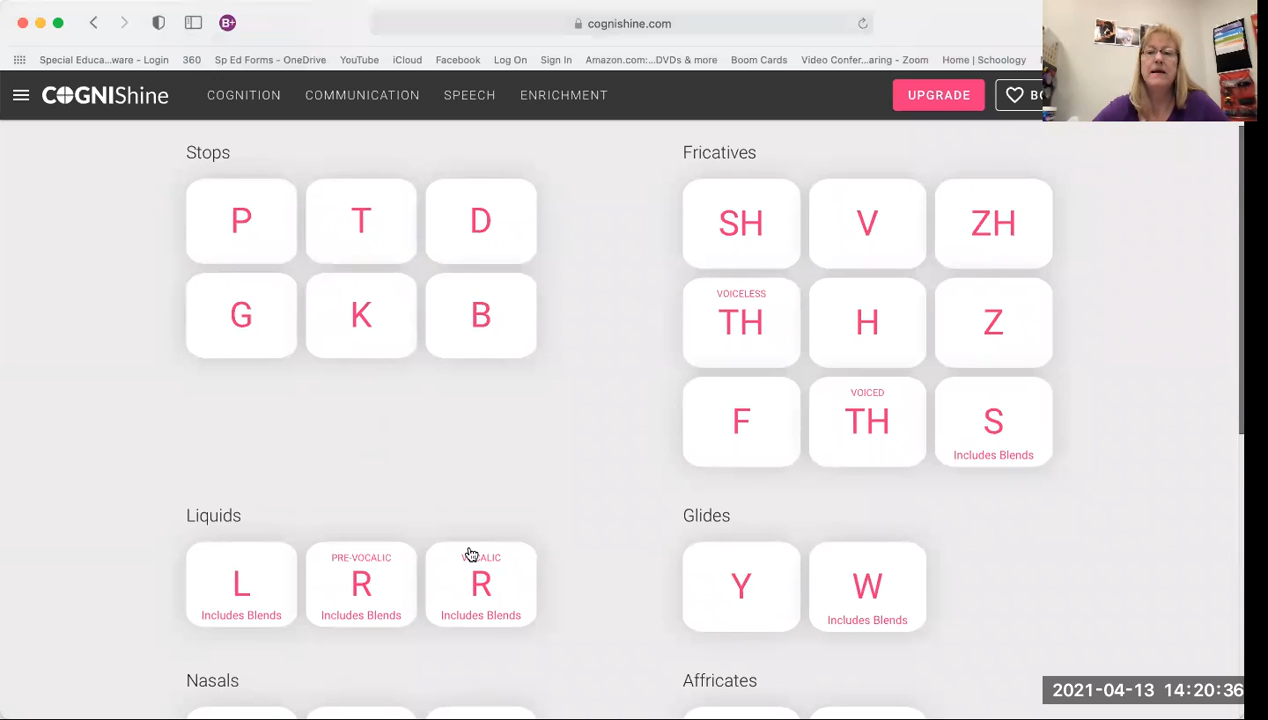 B+
cognishine.com
Special Educa...ware - Login 360 Sp Ed Forms - OneDrive YouTube iCloud Facebook Log On Sign In Amazon.com:...DVDs & more Boom Cards Video Confer...aring - Zoom Home | Schoology
COGNIShine COGNITION COMMUNICATION SPEECH ENRICHMENT UPGRADE
Stops
P T D
G K B
Fricatives
SH V ZH
VOICELESS
TH H Z
VOICED
F TH S
Includes Blends
Liquids
PRE-VOCALIC
L R R
Includes Blends Includes Blends Includes Blends
Glides
Y W
Includes Blends
Nasals
Affricates
2021-04-13 14:20:36